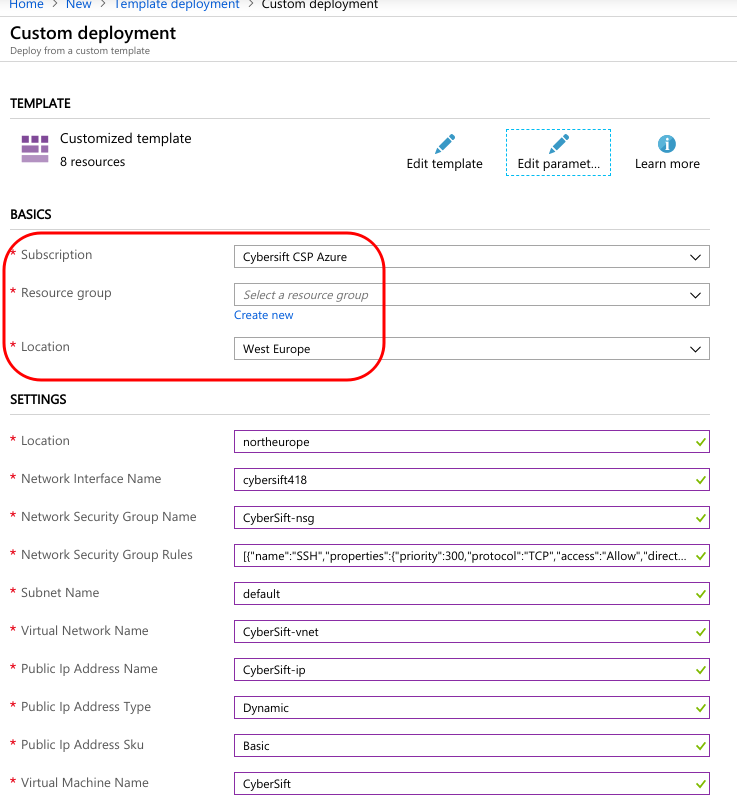 Home > New > Template deployment > Custom deployment
Custom deployment
Deploy from a custom template
TEMPLATE
Customized template
8 resources
Edit template
Edit paramet...
Learn more
BASICS
* Subscription
Cybersift CSP Azure
* Resource group
Select a resource group
Create new
* Location
West Europe
SETTINGS
* Location
northeurope
* Network Interface Name
cybersift418
* Network Security Group Name
CyberSift-nsg
* Network Security Group Rules
[{"name":"SSH","properties":{"priority":300,"protocol":"TCP","access":"Allow","direct...
* Subnet Name
default
* Virtual Network Name
CyberSift-vnet
* Public Ip Address Name
CyberSift-ip
* Public Ip Address Type
Dynamic
* Public Ip Address Sku
Basic
* Virtual Machine Name
CyberSift